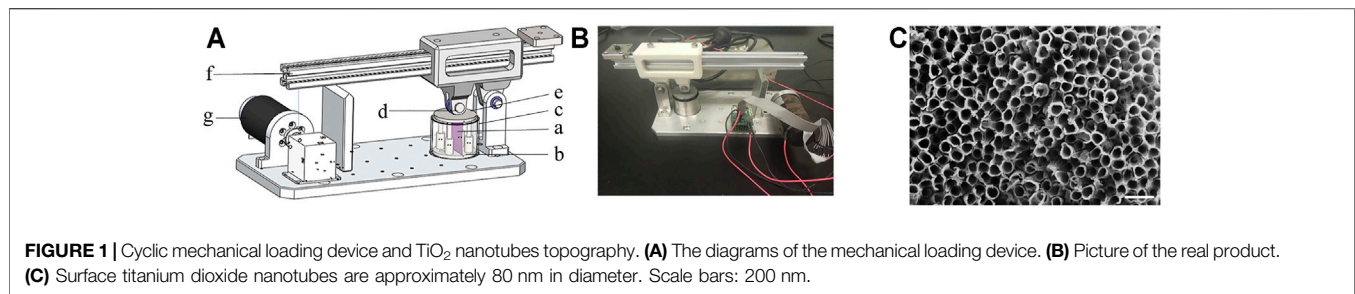 A
B
C
f
g
d
e
c
a
b
FIGURE 1 | Cyclic mechanical loading device and TiO₂ nanotubes topography. (A) The diagrams of the mechanical loading device. (B) Picture of the real product.
(C) Surface titanium dioxide nanotubes are approximately 80 nm in diameter. Scale bars: 200 nm.